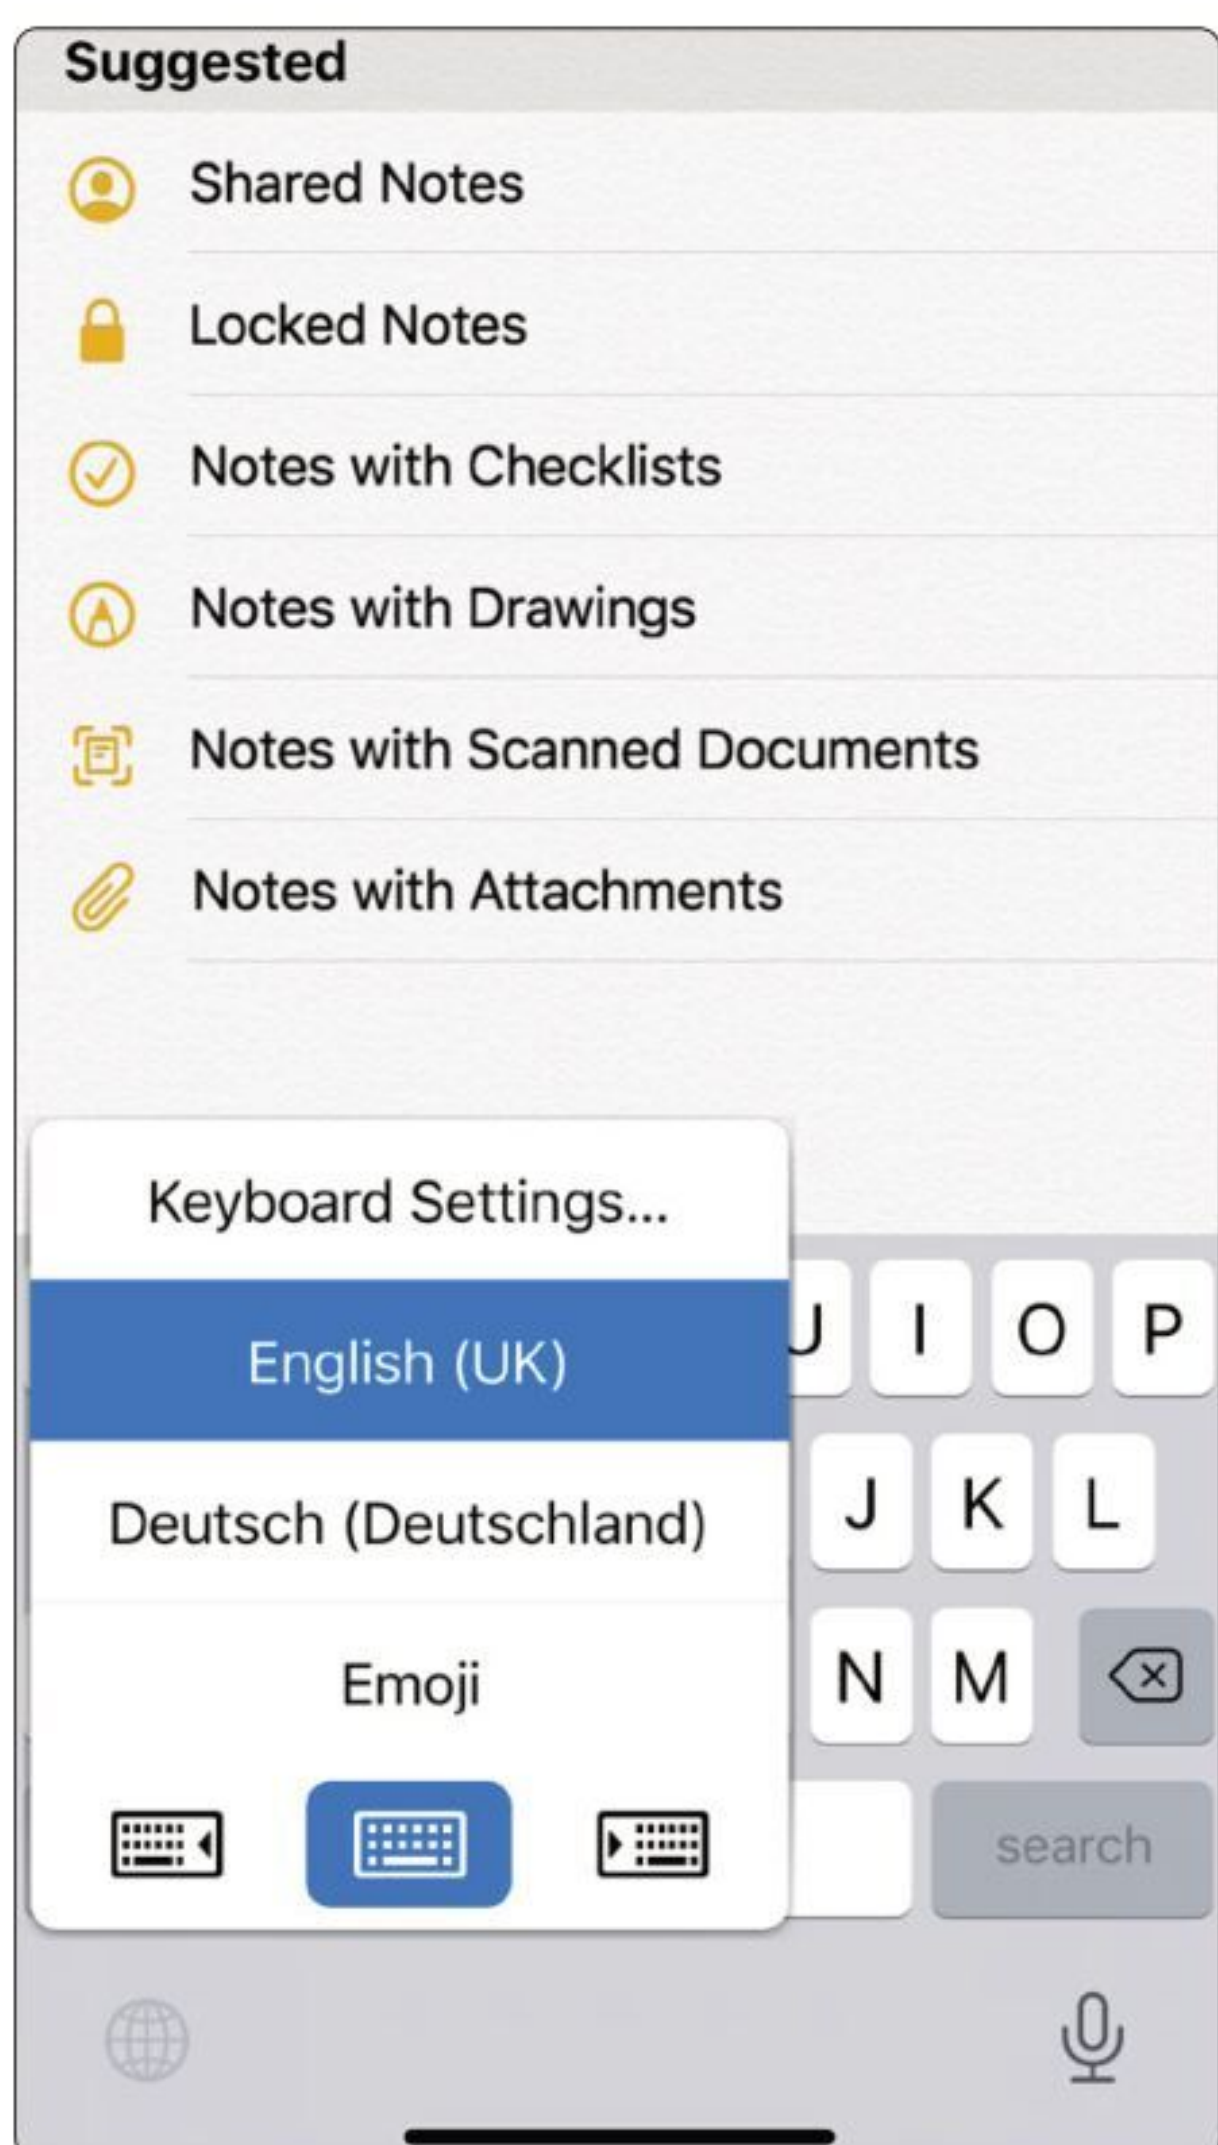 Suggested
Shared Notes
Locked Notes
Notes with Checklists
Notes with Drawings
Notes with Scanned Documents
Notes with Attachments
Keyboard Settings...
English (UK)
U I O P
Deutsch (Deutschland)
J K L
Emoji
N M
search